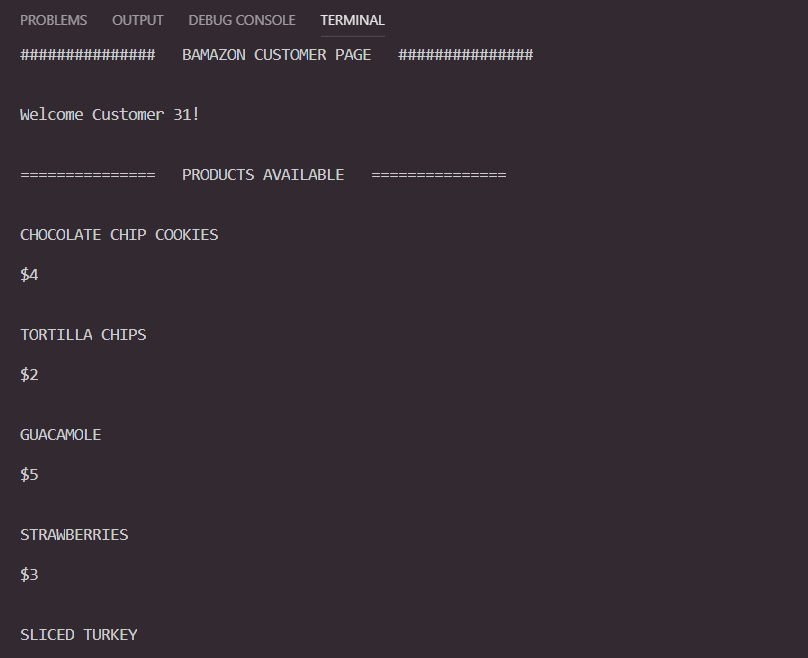 PROBLEMS OUTPUT DEBUG CONSOLE TERMINAL
############### BAMAZON CUSTOMER PAGE ###############
Welcome Customer 31!
=============== PRODUCTS AVAILABLE ===============
CHOCOLATE CHIP COOKIES
$4
TORTILLA CHIPS
$2
GUACAMOLE
$5
STRAWBERRIES
$3
SLICED TURKEY